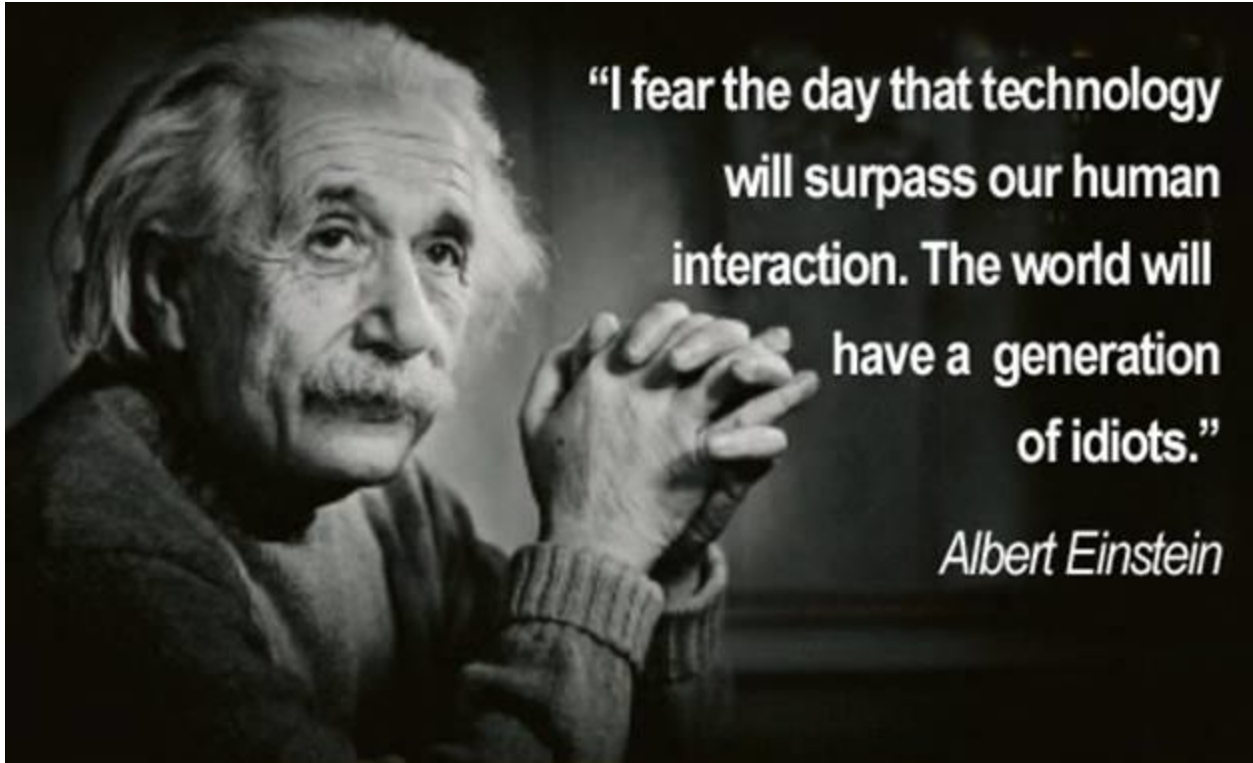 “I fear the day that technology
will surpass our human
interaction. The world will
have a generation
of idiots.”
Albert Einstein